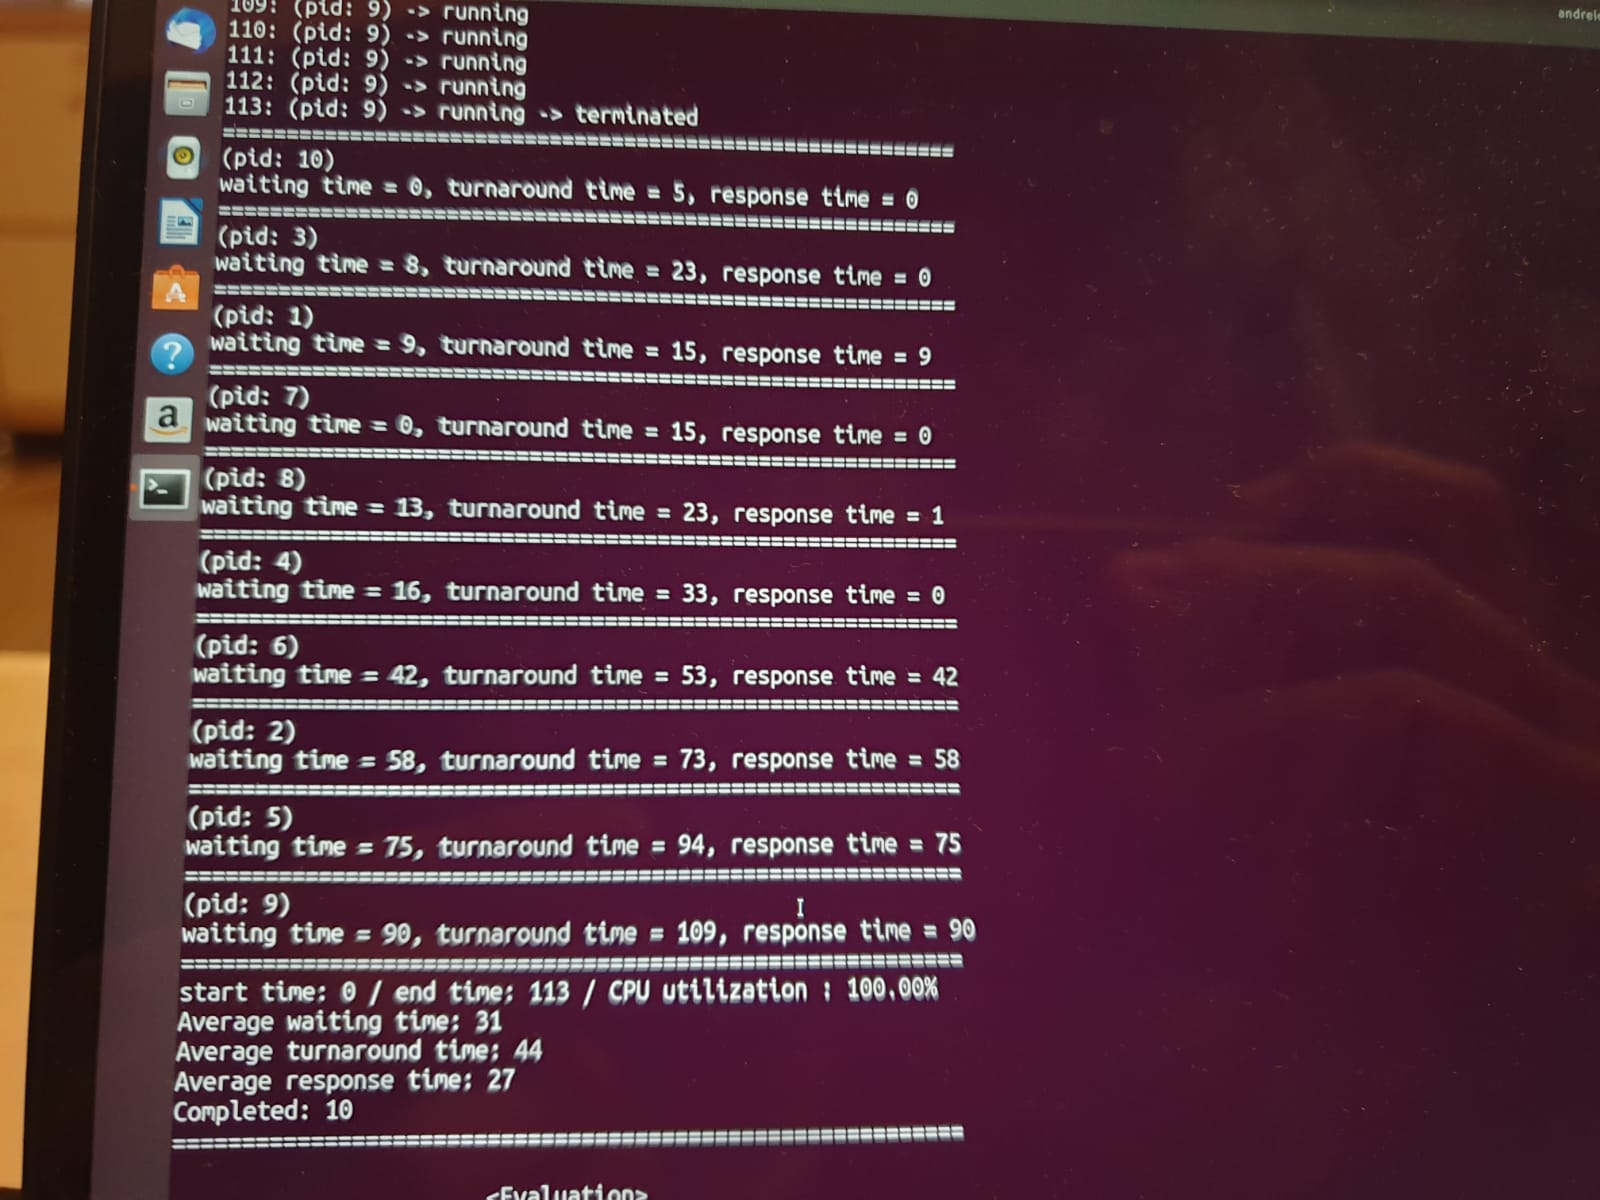 andrele
109: (pid: 9) -> running
110: (pid: 9) -> running
111: (pid: 9) -> running
112: (pid: 9) -> running
113: (pid: 9) -> running -> terminated
(pid: 10)
waiting time = 0, turnaround time = 5, response time = 0
(pid: 3)
waiting time = 8, turnaround time = 23, response time = 0
(pid: 1)
waiting time = 9, turnaround time = 15, response time = 9
(pid: 7)
waiting time = 0, turnaround time = 15, response time = 0
(pid: 8)
waiting time = 13, turnaround time = 23, response time = 1
(pid: 4)
waiting time = 16, turnaround time = 33, response time = 0
(pid: 6)
waiting time = 42, turnaround time = 53, response time = 42
(pid: 2)
waiting time = 58, turnaround time = 73, response time = 58
(pid: 5)
waiting time = 75, turnaround time = 94, response time = 75
(pid: 9)
waiting time = 90, turnaround time = 109, response time = 90
start time: 0 / end time: 113 / CPU utilization : 100.00%
Average waiting time: 31
Average turnaround time: 44
Average response time: 27
Completed: 10
<Evaluation>